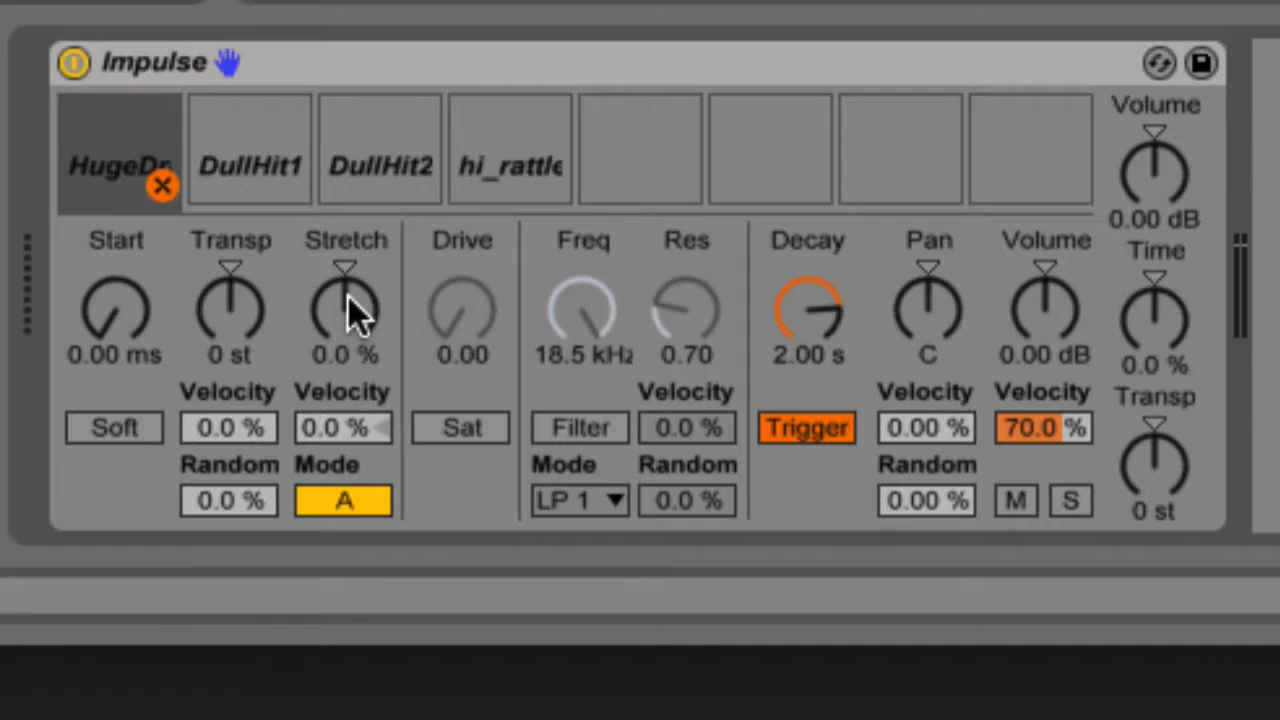 Impulse
HugeDr DullHit1 DullHit2 hi_rattle
Volume
0.00 dB
Start Transp Stretch Drive Freq Res Decay Pan Volume Time
0.00 ms 0 st 0.0 % 0.00 18.5 kHz 0.70 2.00 s C 0.00 dB 0.0 %
Velocity Velocity Velocity Velocity Velocity Transp
Soft 0.0 % 0.0 % Sat Filter 0.0 % Trigger 0.00 % 70.0 %
Random Mode Mode Random Random
0.0 % A LP 1 0.0 % 0.00 % M S 0 st